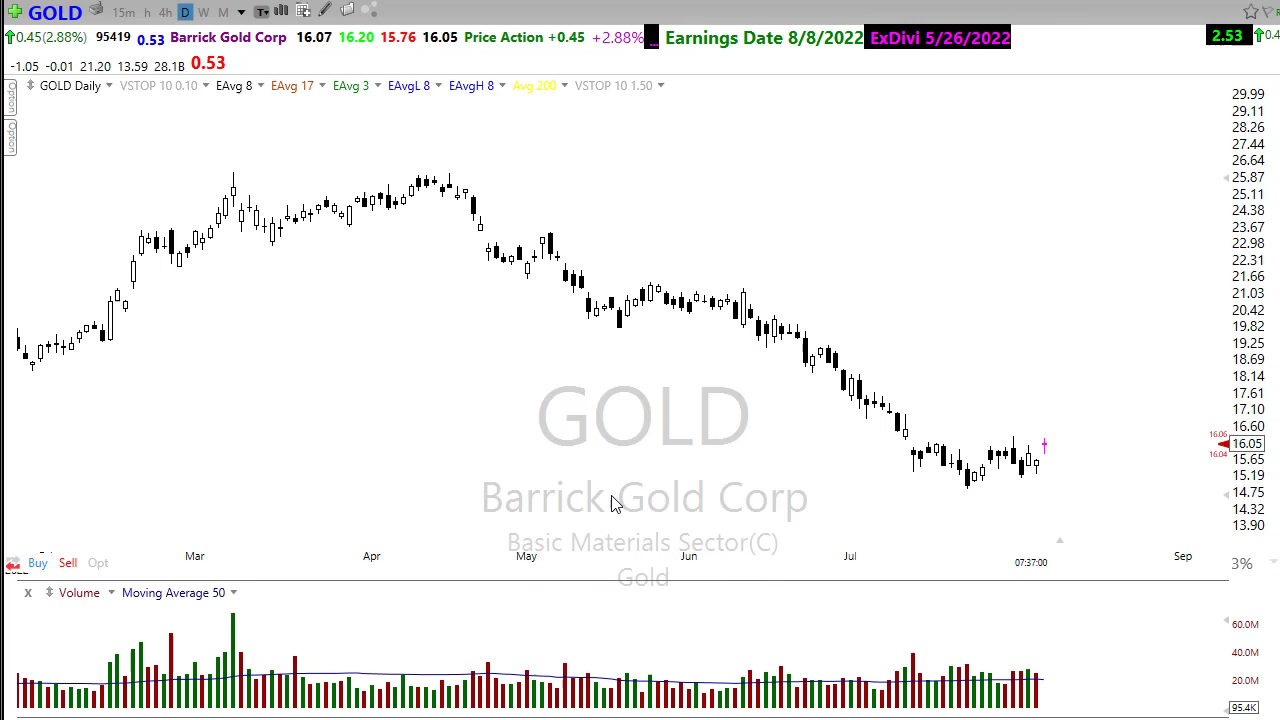 GOLD 15m h 4h D W M T
0.45(2.88%) 95419 0.53 Barrick Gold Corp 16.07 16.20 15.76 16.05 Price Action +0.45 +2.88% Earnings Date 8/8/2022 ExDivi 5/26/2022 2.53
-1.05 -0.01 21.20 13.59 28.1B 0.53
Option
Option
GOLD Daily VSTOP 10 0.10 EAvg 8 EAvg 17 EAvg 3 EAvgL 8 EAvgH 8 Avg 200 VSTOP 10 1.50
29.99
29.11
28.26
27.44
26.64
25.87
25.11
24.38
23.67
22.98
22.31
21.66
21.03
20.42
19.82
19.25
18.69
18.14
17.61
17.10
16.60
16.06
16.05
16.04
15.65
15.19
14.75
14.32
13.90
GOLD
Barrick Gold Corp
Basic Materials Sector(C)
Gold
Mar Apr May Jun Jul Sep
07:37:00
Buy Sell Opt 3%
X Volume Moving Average 50
60.0M
40.0M
20.0M
95.4K